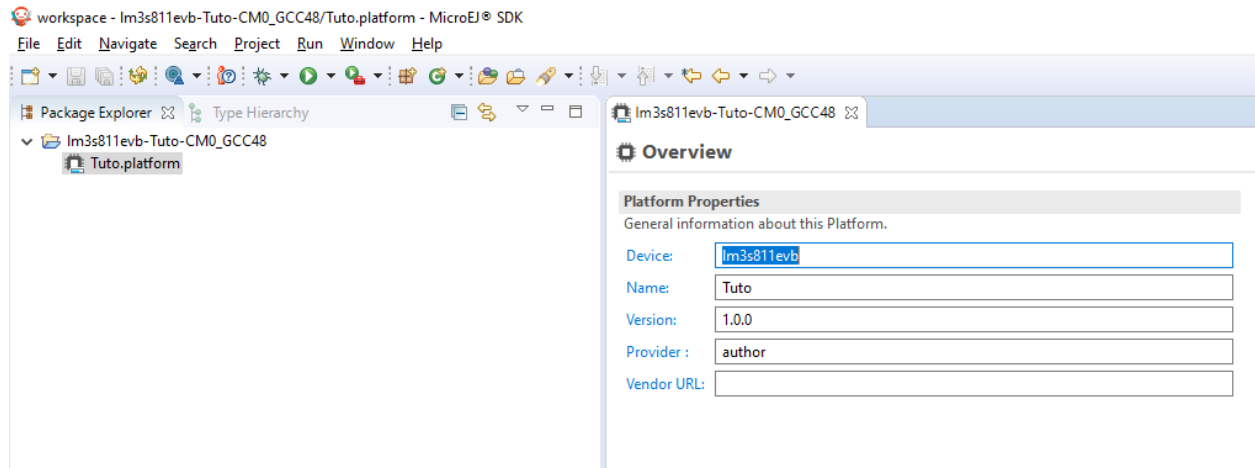 workspace - lm3s811evb-Tuto-CM0_GCC48/Tuto.platform - MicroEJ® SDK
File Edit Navigate Search Project Run Window Help
Package Explorer Type Hierarchy
lm3s811evb-Tuto-CM0_GCC48
Tuto.platform
lm3s811evb-Tuto-CM0_GCC48
Overview
Platform Properties
General information about this Platform.
Device: lm3s811evb
Name: Tuto
Version: 1.0.0
Provider : author
Vendor URL: